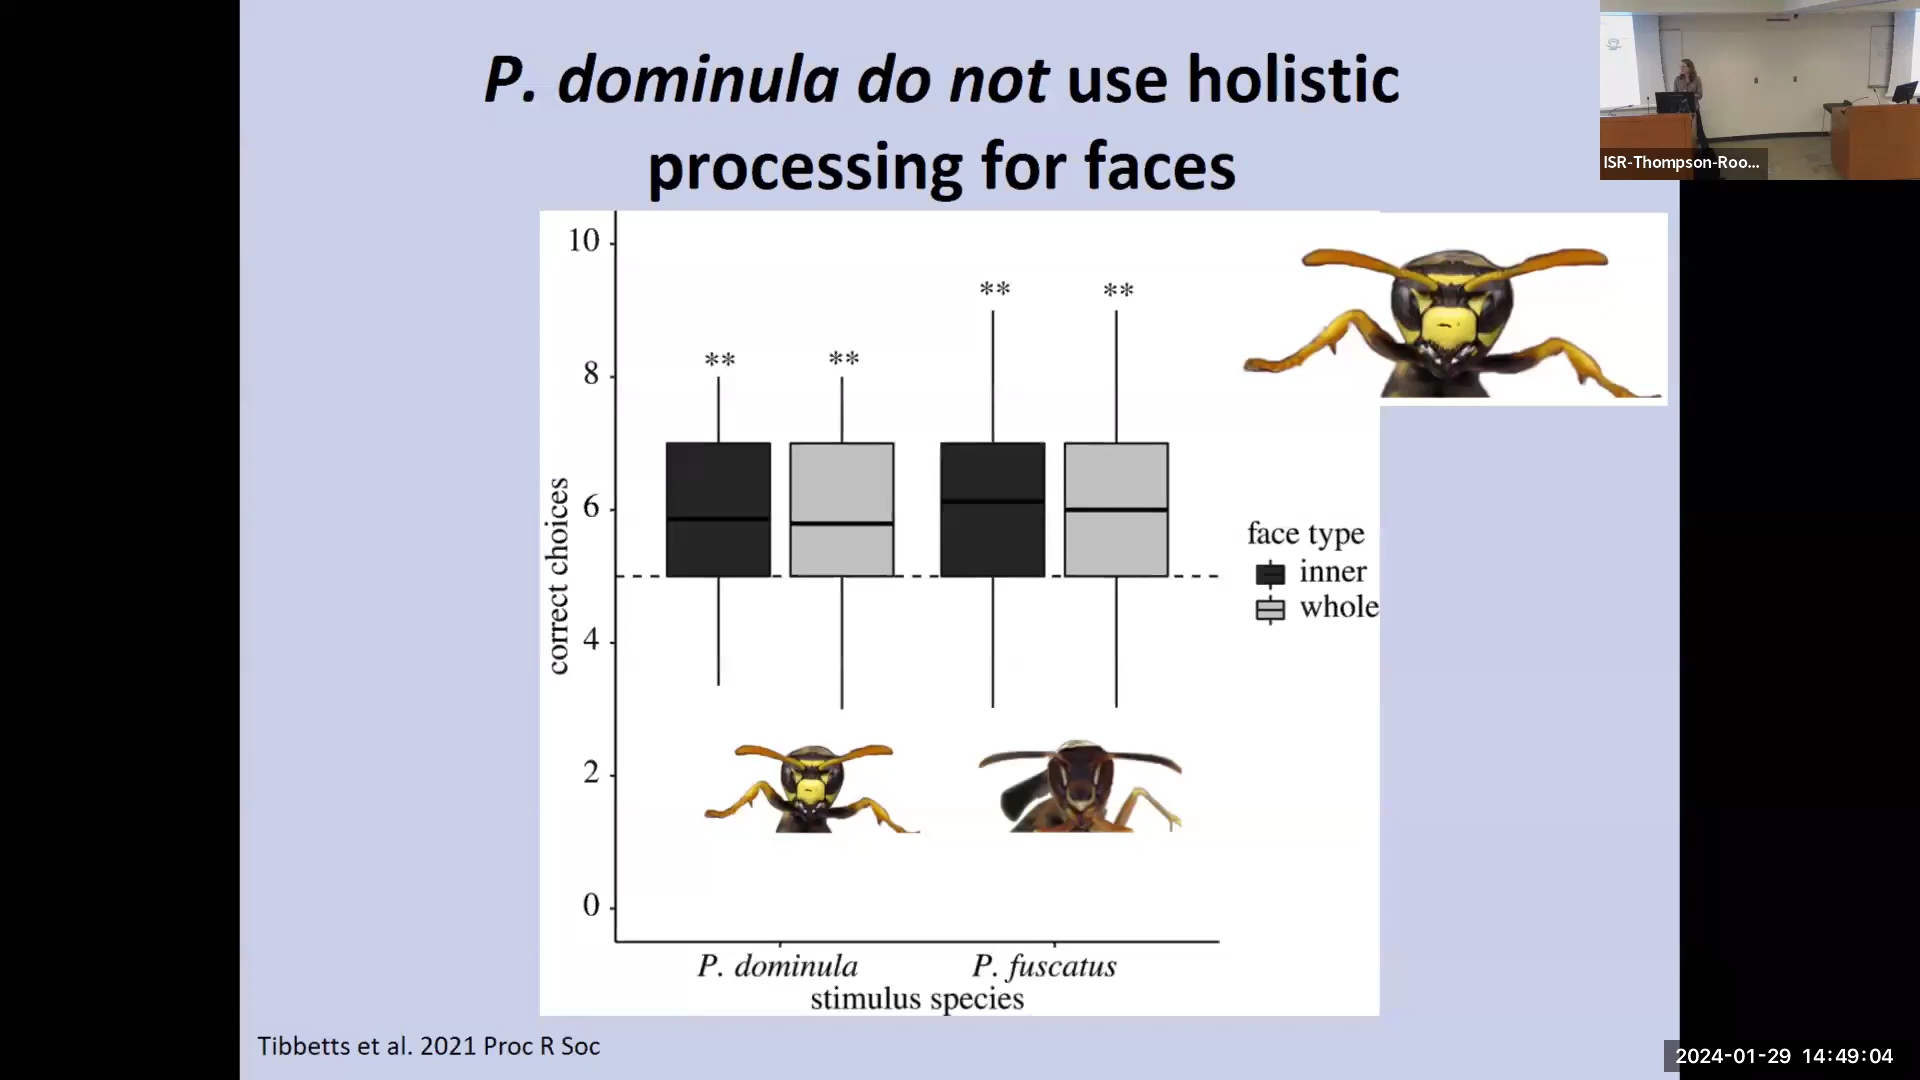 P. dominula do not use holistic
processing for faces
ISR-Thompson-Roo...
10
8
6
4
2
0
correct choices
**
**
**
**
face type
inner
whole
P. dominula
P. fuscatus
stimulus species
Tibbetts et al. 2021 Proc R Soc
2024-01-29 14:49:04